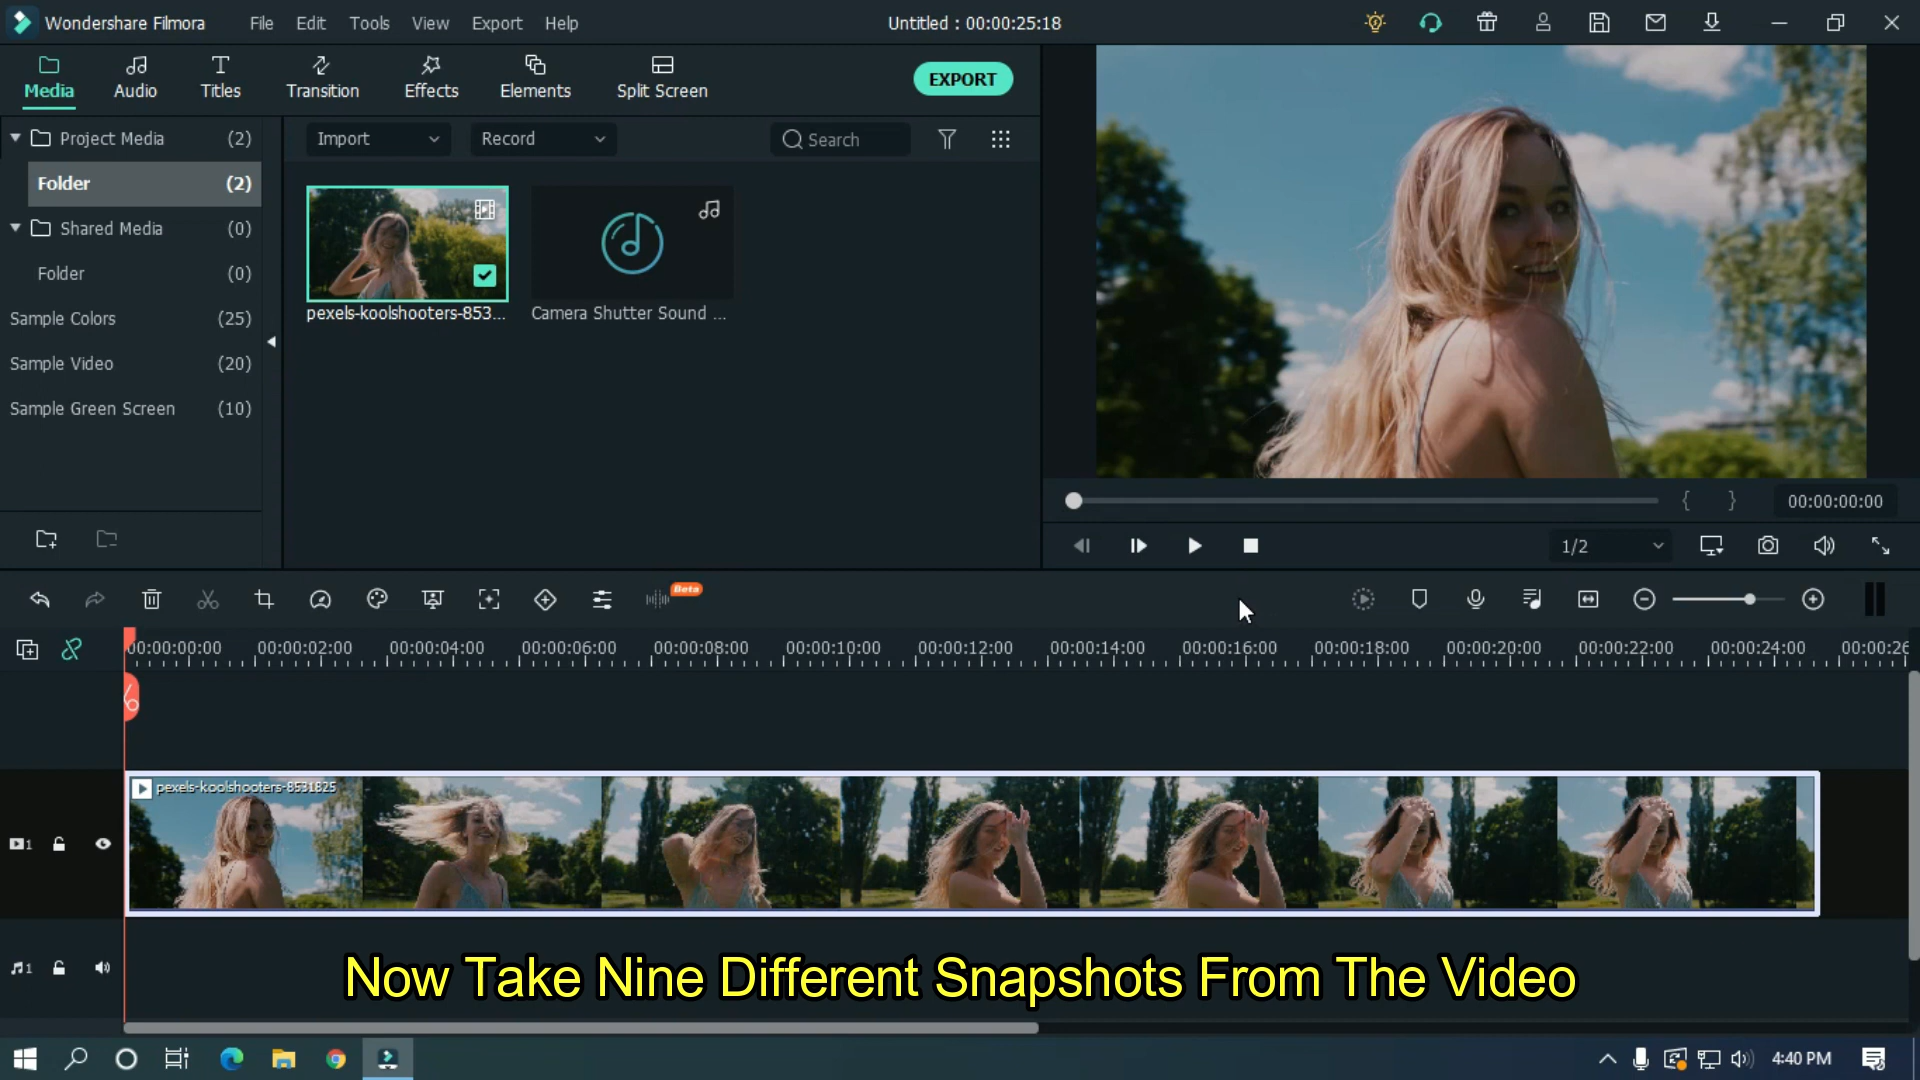 Wondershare Filmora
File Edit Tools View Export Help
Untitled : 00:00:25:18
Media Audio Titles Transition Effects Elements Split Screen
EXPORT
Project Media (2)
Folder (2)
Shared Media (0)
Folder (0)
Sample Colors (25)
Sample Video (20)
Sample Green Screen (10)
Import Record Search
pexels-koolshooters-853...
Camera Shutter Sound ...
{ } 00:00:00:00
1/2
Beta
00:00:00:00 00:00:02:00 00:00:04:00 00:00:06:00 00:00:08:00 00:00:10:00 00:00:12:00 00:00:14:00 00:00:16:00 00:00:18:00 00:00:20:00 00:00:22:00 00:00:24:00 00:00:26
pexels-koolshooters-8531825
1
1
Now Take Nine Different Snapshots From The Video
4:40 PM